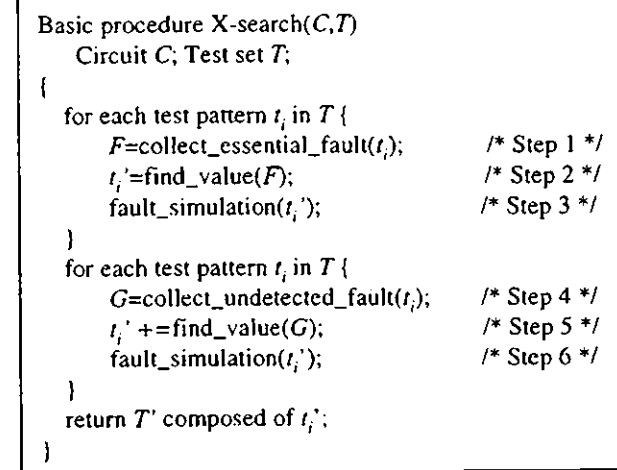 Basic procedure X-search(C,T)
Circuit C; Test set T;
{
for each test pattern t_i in T {
F=collect_essential_fault(t_i); /* Step 1 */
t_i'=find_value(F); /* Step 2 */
fault_simulation(t_i'); /* Step 3 */
}
for each test pattern t_i in T {
G=collect_undetected_fault(t_i); /* Step 4 */
t_i' +=find_value(G); /* Step 5 */
fault_simulation(t_i'); /* Step 6 */
}
return T' composed of t_i';
}